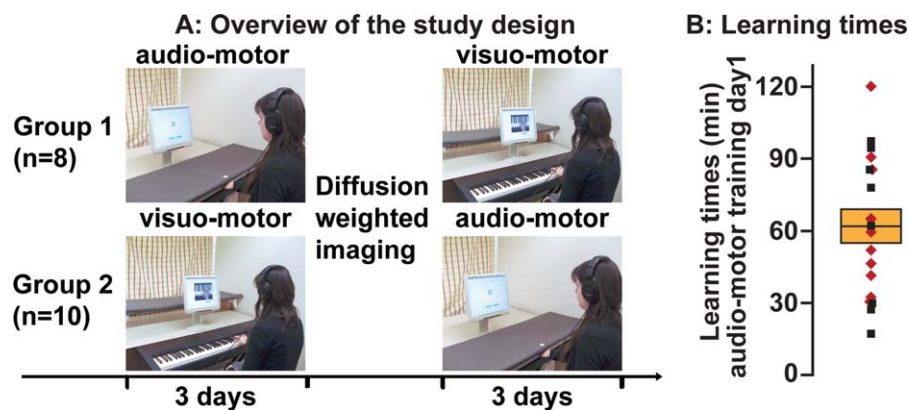 A: Overview of the study design
audio-motor
visuo-motor
Group 1
(n=8)
Diffusion
weighted
imaging
visuo-motor
audio-motor
Group 2
(n=10)
3 days
3 days
B: Learning times
Learning times (min)
audio-motor training day1
120
90
60
30
0